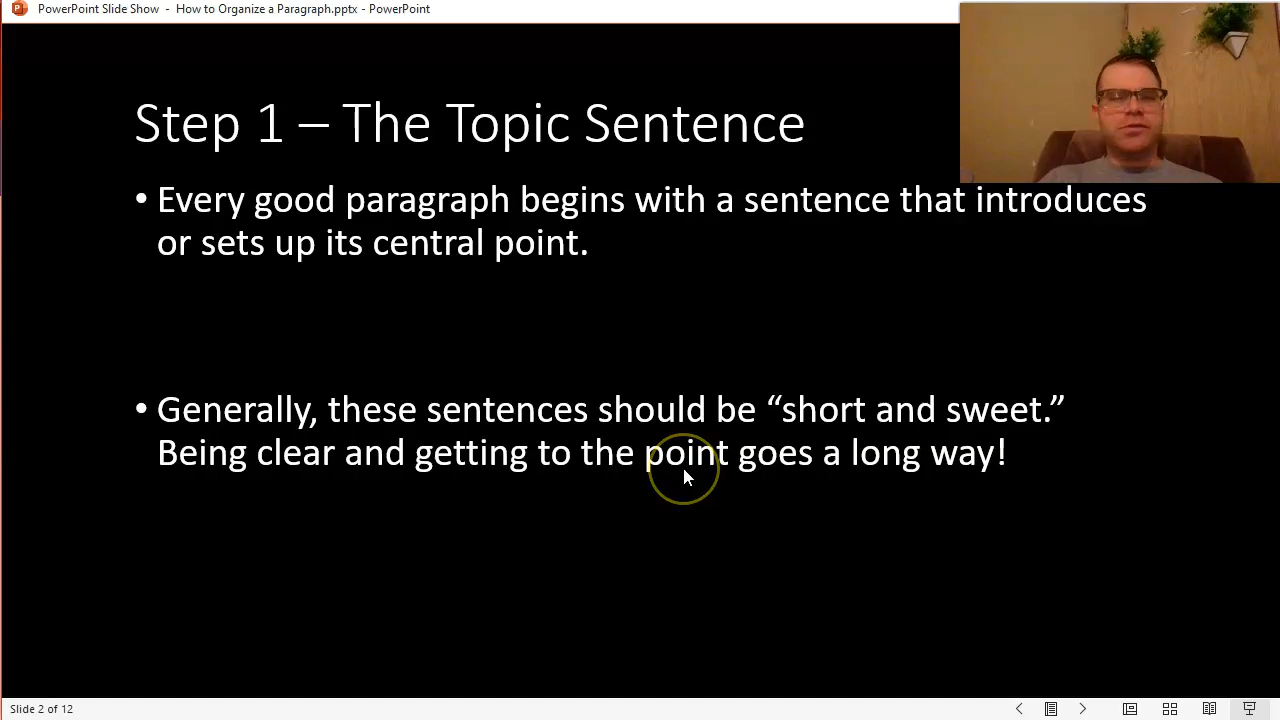 PowerPoint Slide Show - How to Organize a Paragraph.pptx - PowerPoint
Step 1 – The Topic Sentence
• Every good paragraph begins with a sentence that introduces
or sets up its central point.
• Generally, these sentences should be “short and sweet.”
Being clear and getting to the point goes a long way!
Slide 2 of 12